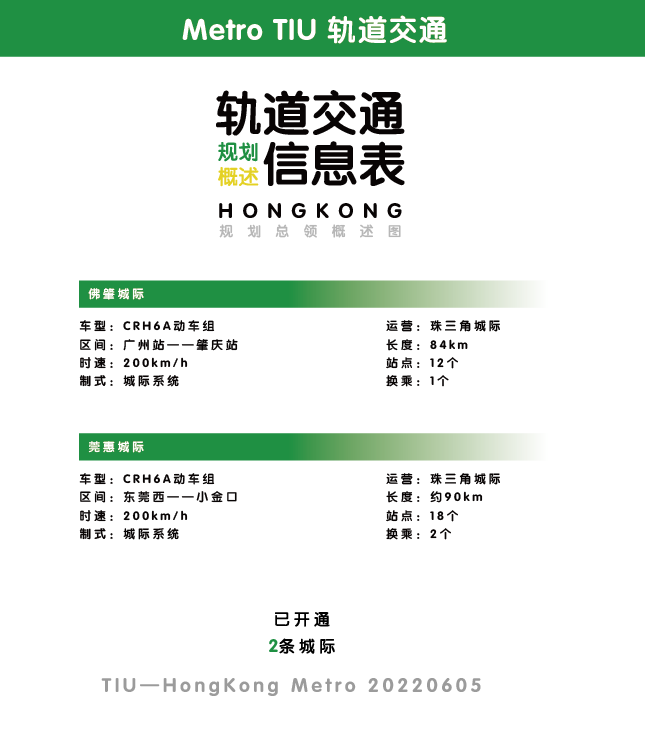 Metro TIU 轨道交通
轨道交通
规划
概述
信息表
HONGKONG
规划总领概述图
佛肇城际
车型：CRH6A动车组
运营：珠三角城际
区间：广州站——肇庆站
长度：84km
时速：200km/h
站点：12个
制式：城际系统
换乘：1个
莞惠城际
车型：CRH6A动车组
运营：珠三角城际
区间：东莞西——小金口
长度：约90km
时速：200km/h
站点：18个
制式：城际系统
换乘：2个
已开通
2条城际
TIU—HongKong Metro 20220605